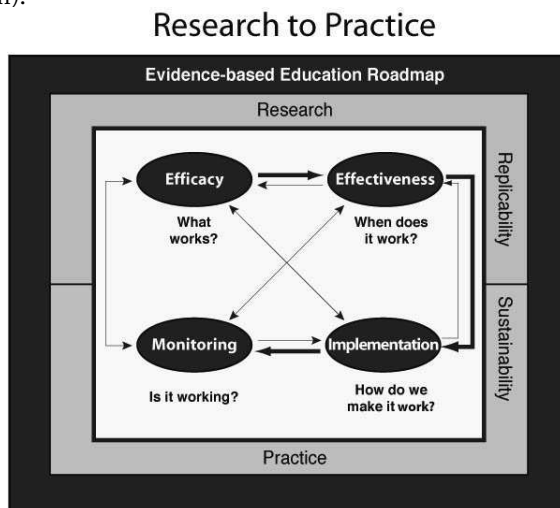 Research to Practice
Evidence-based Education Roadmap
Research
Efficacy
Effectiveness
What
works?
When does
it work?
Replicability
Monitoring
Implementation
Is it working?
How do we
make it work?
Sustainability
Practice